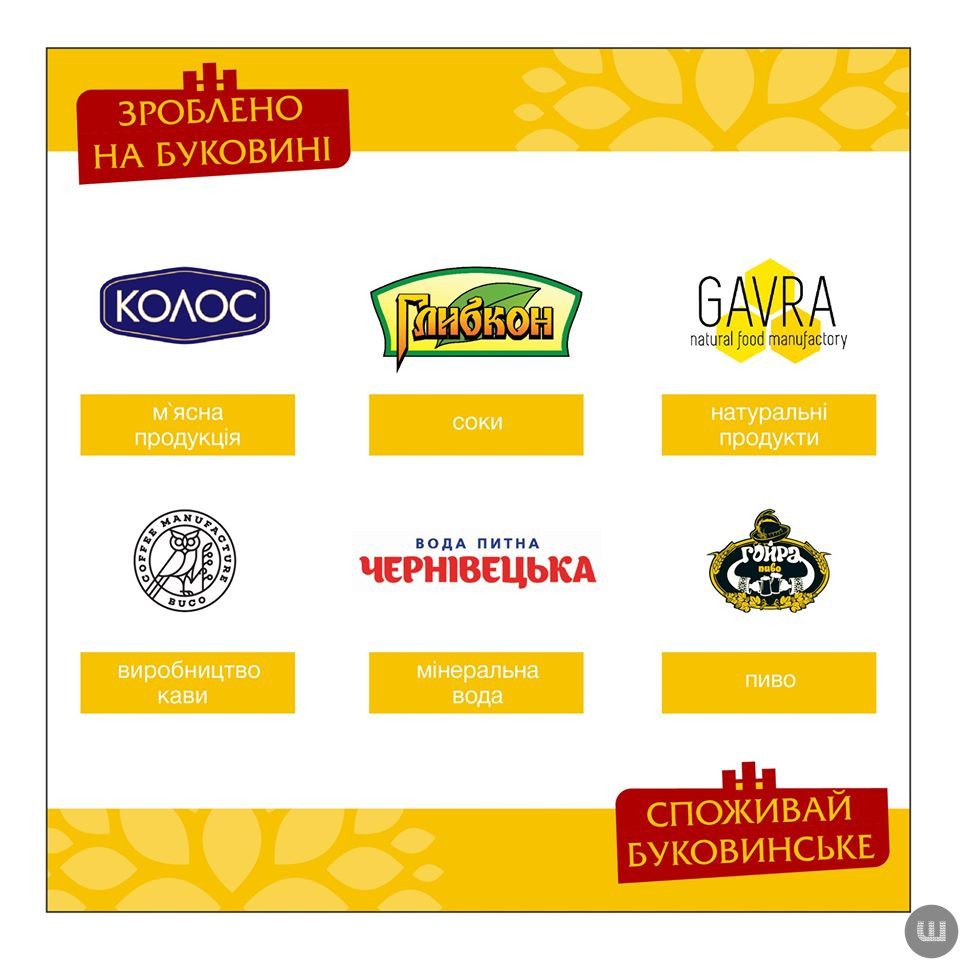 ЗРОБЛЕНО
НА БУКОВИНІ
КОЛОС
Глибкон
GAVRA
natural food manufactory
м`ясна
продукція
соки
натуральні
продукти
COFFEE MANUFACTURE
BUCO
ВОДА ПИТНА
ЧЕРНІВЕЦЬКА
ГОЙРА
пиво
виробництво
кави
мінеральна
вода
пиво
СПОЖИВАЙ
БУКОВИНСЬКЕ
Ш